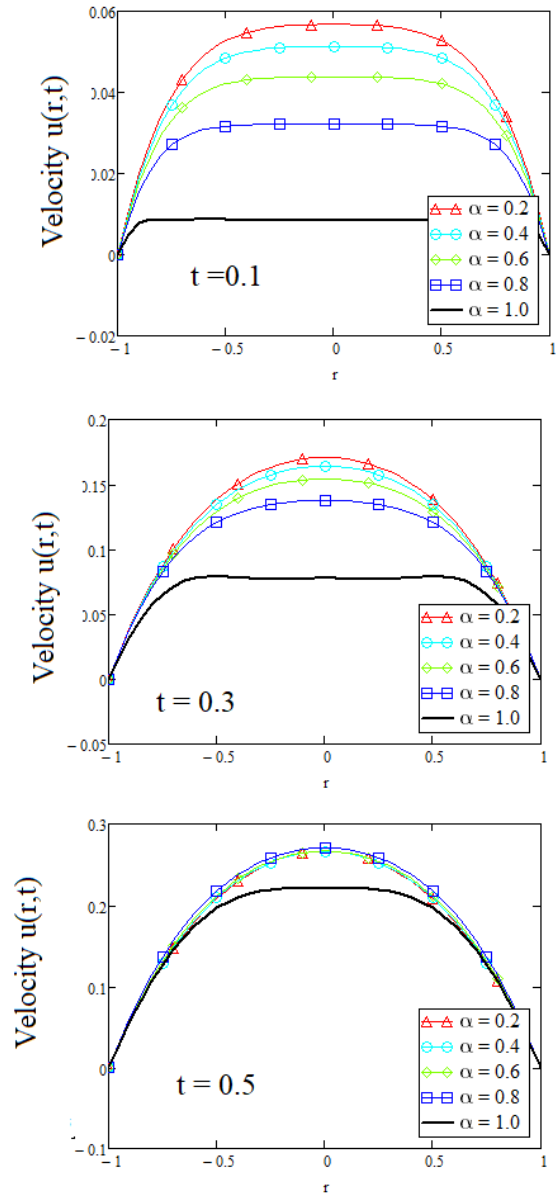 0.06
0.04
0.02
0
− 0.02
Velocity u(r,t)
t =0.1
α = 0.2
α = 0.4
α = 0.6
α = 0.8
α = 1.0
− 1
− 0.5
0
0.5
1
r
0.2
0.15
0.1
0.05
0
− 0.05
Velocity u(r,t)
t = 0.3
α = 0.2
α = 0.4
α = 0.6
α = 0.8
α = 1.0
− 1
− 0.5
0
0.5
1
r
0.3
0.2
0.1
0
− 0.1
Velocity u(r,t)
t = 0.5
α = 0.2
α = 0.4
α = 0.6
α = 0.8
α = 1.0
− 1
− 0.5
0
0.5
1
r